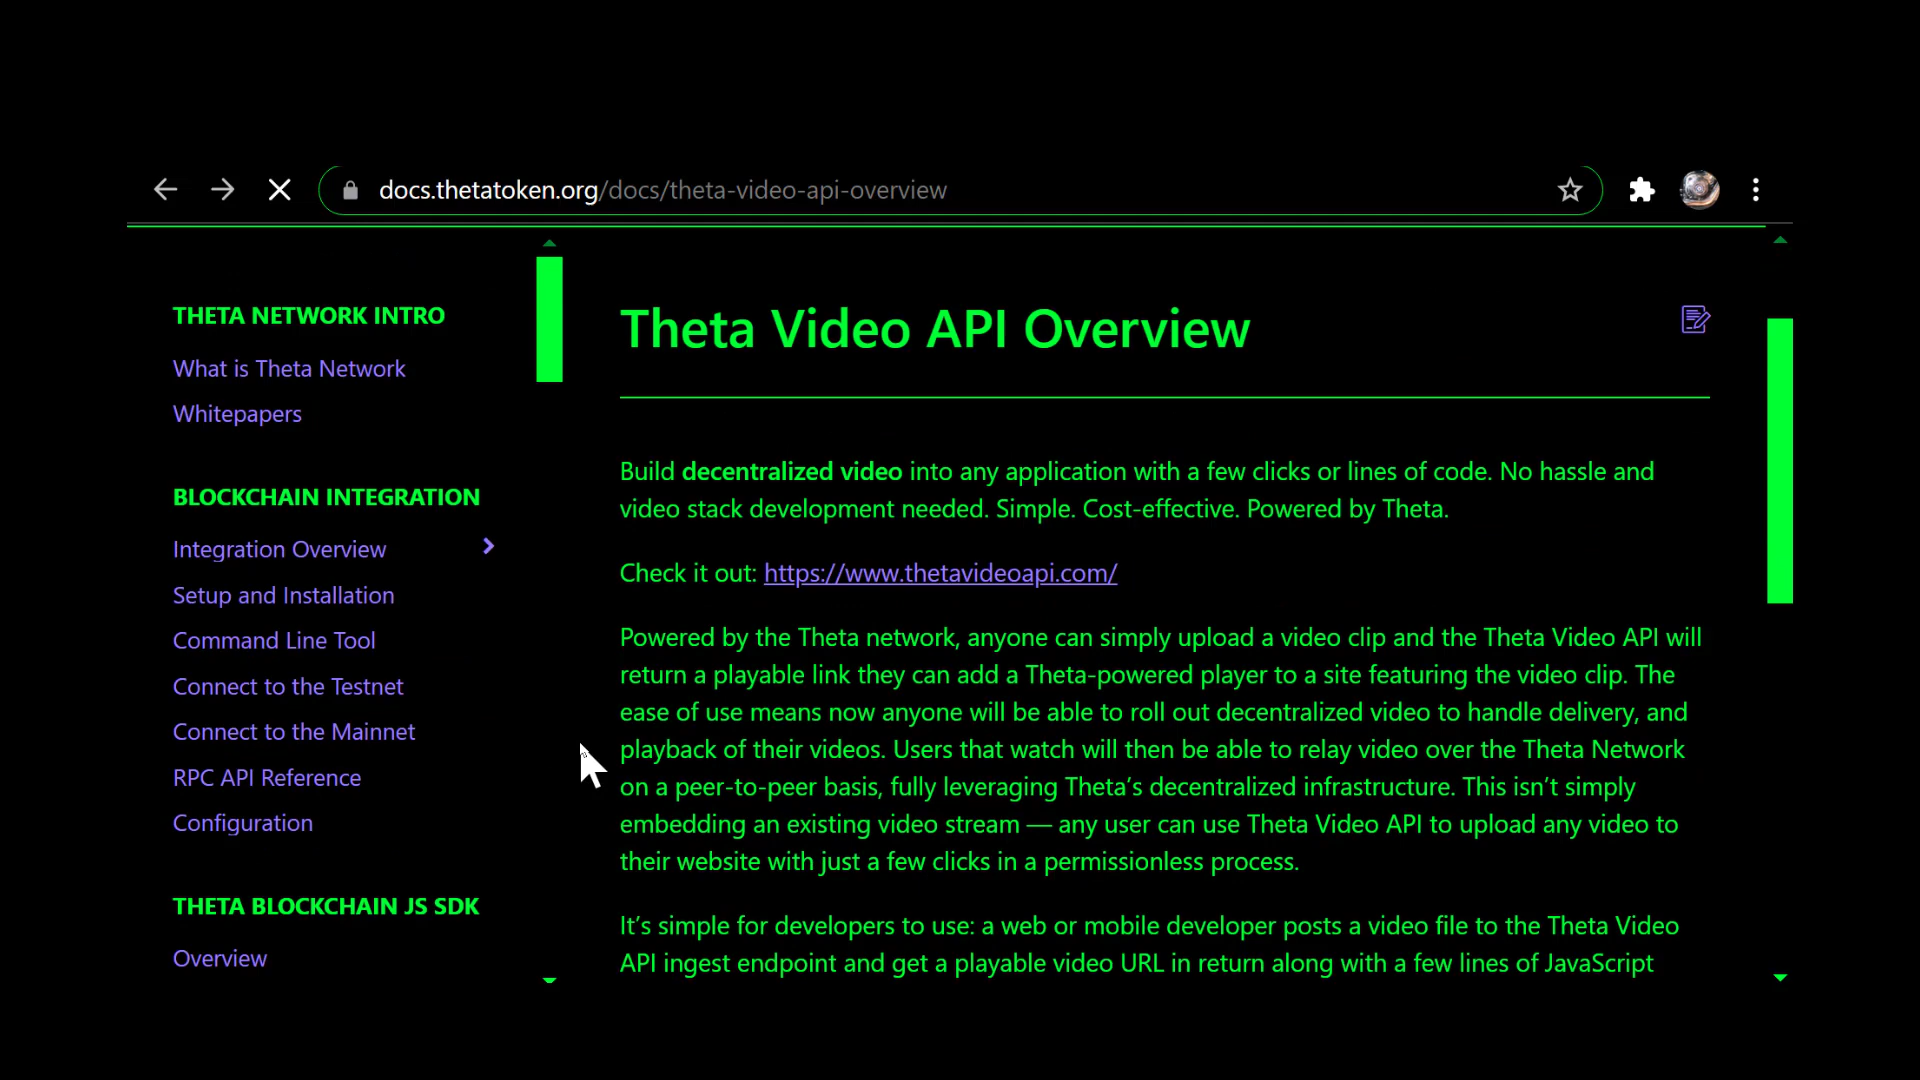 docs.thetatoken.org/docs/theta-video-api-overview
THETA NETWORK INTRO
What is Theta Network
Whitepapers
BLOCKCHAIN INTEGRATION
Integration Overview
Setup and Installation
Command Line Tool
Connect to the Testnet
Connect to the Mainnet
RPC API Reference
Configuration
THETA BLOCKCHAIN JS SDK
Overview
Theta Video API Overview
Build decentralized video into any application with a few clicks or lines of code. No hassle and
video stack development needed. Simple. Cost-effective. Powered by Theta.
Check it out: https://www.thetavideoapi.com/
Powered by the Theta network, anyone can simply upload a video clip and the Theta Video API will
return a playable link they can add a Theta-powered player to a site featuring the video clip. The
ease of use means now anyone will be able to roll out decentralized video to handle delivery, and
playback of their videos. Users that watch will then be able to relay video over the Theta Network
on a peer-to-peer basis, fully leveraging Theta’s decentralized infrastructure. This isn’t simply
embedding an existing video stream — any user can use Theta Video API to upload any video to
their website with just a few clicks in a permissionless process.
It’s simple for developers to use: a web or mobile developer posts a video file to the Theta Video
API ingest endpoint and get a playable video URL in return along with a few lines of JavaScript